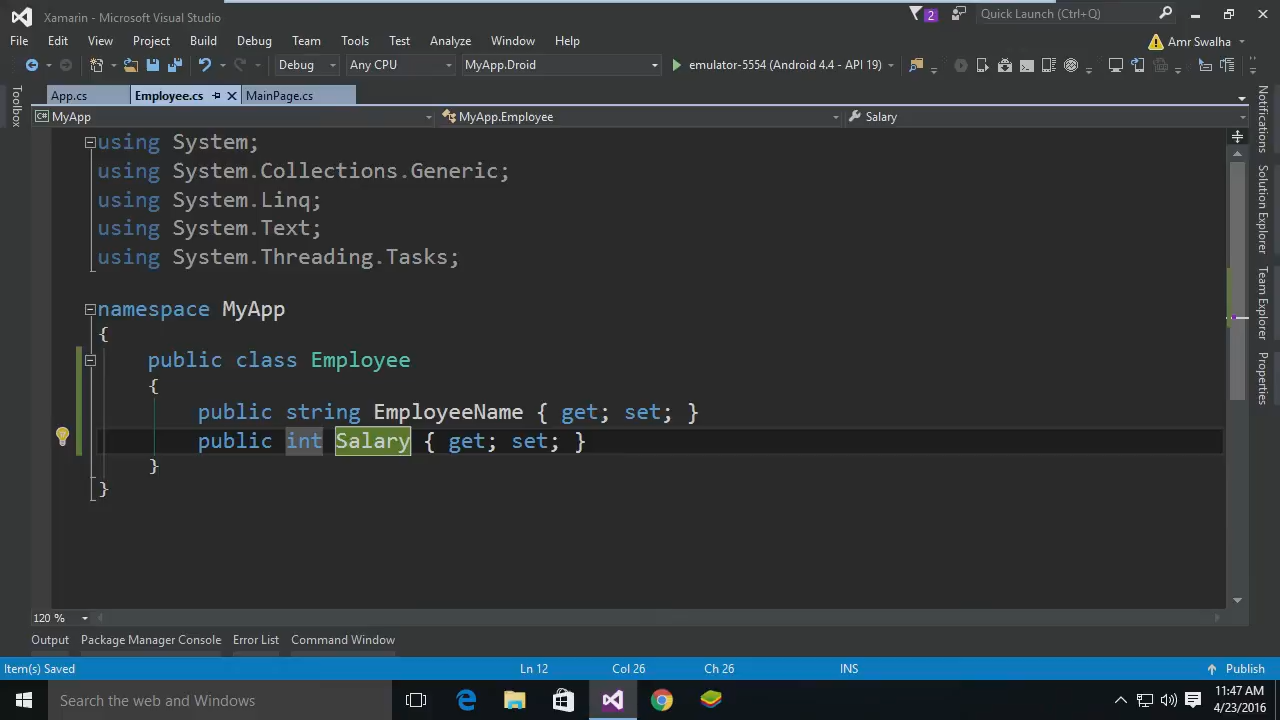 Xamarin - Microsoft Visual Studio
2
Quick Launch (Ctrl+Q)
File Edit View Project Build Debug Team Tools Test Analyze Window Help
Amr Swalha
Debug Any CPU MyApp.Droid emulator-5554 (Android 4.4 - API 19)
App.cs Employee.cs MainPage.cs
MyApp MyApp.Employee Salary
Toolbox
using System;
using System.Collections.Generic;
using System.Linq;
using System.Text;
using System.Threading.Tasks;
namespace MyApp
{
public class Employee
{
public string EmployeeName { get; set; }
public int Salary { get; set; }
}
}
Notifications
Solution Explorer
Team Explorer
Properties
120 %
Output Package Manager Console Error List Command Window
Item(s) Saved Ln 12 Col 26 Ch 26 INS Publish
Search the web and Windows
11:47 AM
4/23/2016